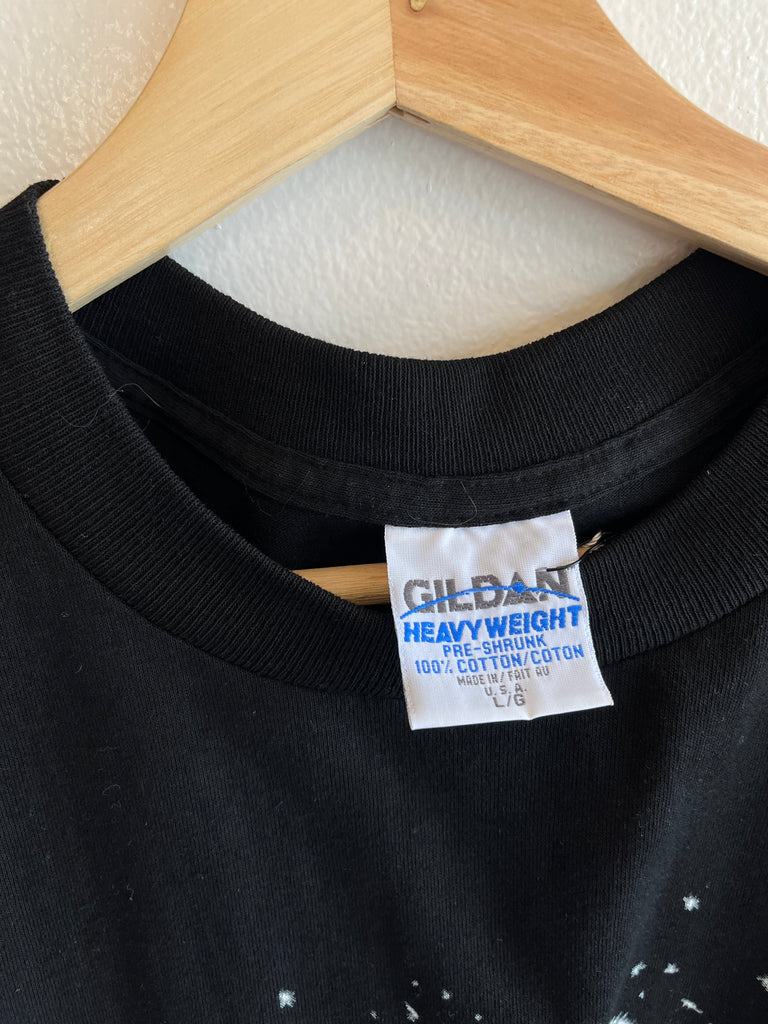 GILDAN
HEAVYWEIGHT
PRE-SHRUNK
100% COTTON/COTON
MADE IN/FAIT AU
U.S.A.
L/G